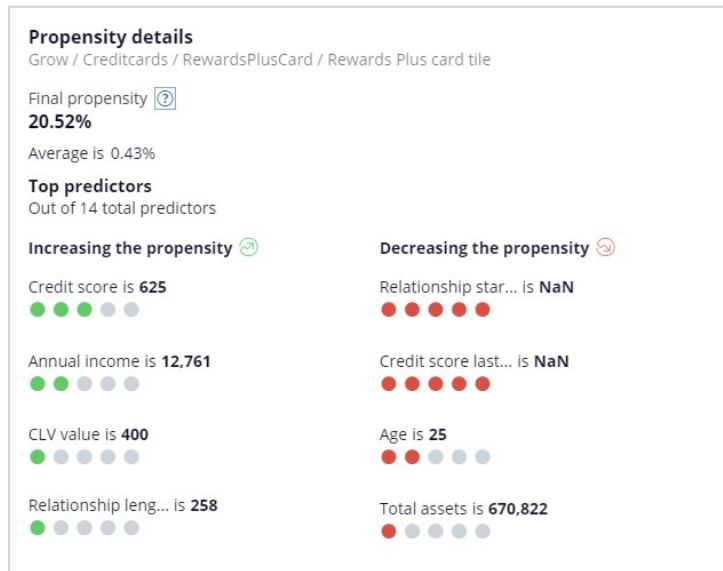 Propensity details
Grow / Creditcards / RewardsPlusCard / Rewards Plus card tile
Final propensity ?
20.52%
Average is 0.43%
Top predictors
Out of 14 total predictors
Increasing the propensity
Credit score is 625
Annual income is 12,761
CLV value is 400
Relationship leng... is 258
Decreasing the propensity
Relationship star... is NaN
Credit score last... is NaN
Age is 25
Total assets is 670,822